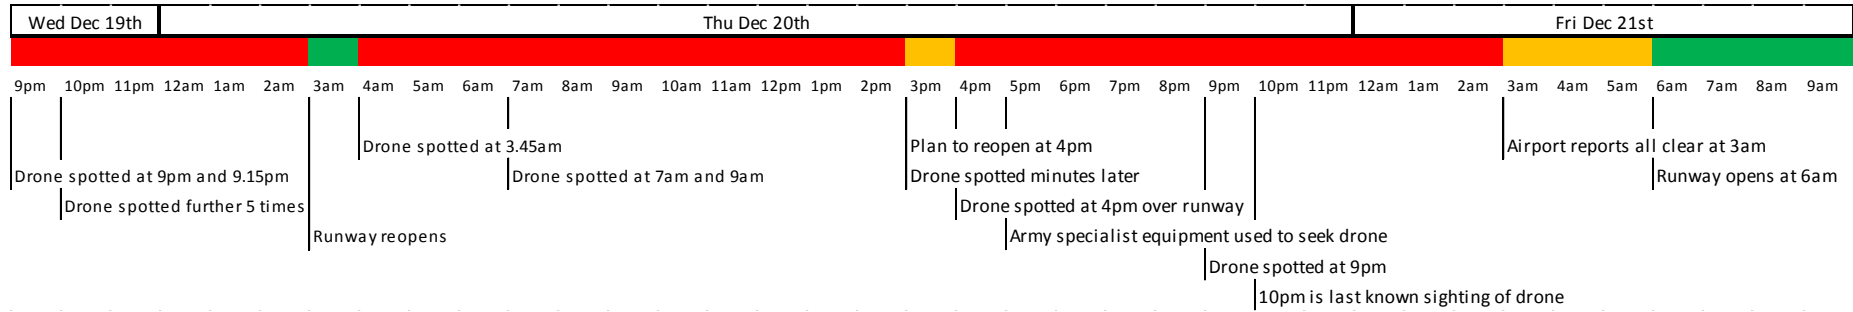 Wed Dec 19th Thu Dec 20th Fri Dec 21st
9pm 10pm 11pm 12am 1am 2am 3am 4am 5am 6am 7am 8am 9am 10am 11am 12pm 1pm 2pm 3pm 4pm 5pm 6pm 7pm 8pm 9pm 10pm 11pm 12am 1am 2am 3am 4am 5am 6am 7am 8am 9am
Drone spotted at 3.45am Plan to reopen at 4pm Airport reports all clear at 3am
Drone spotted at 9pm and 9.15pm Drone spotted at 7am and 9am Drone spotted minutes later Runway opens at 6am
Drone spotted further 5 times Drone spotted at 4pm over runway
Runway reopens Army specialist equipment used to seek drone
Drone spotted at 9pm
10pm is last known sighting of drone